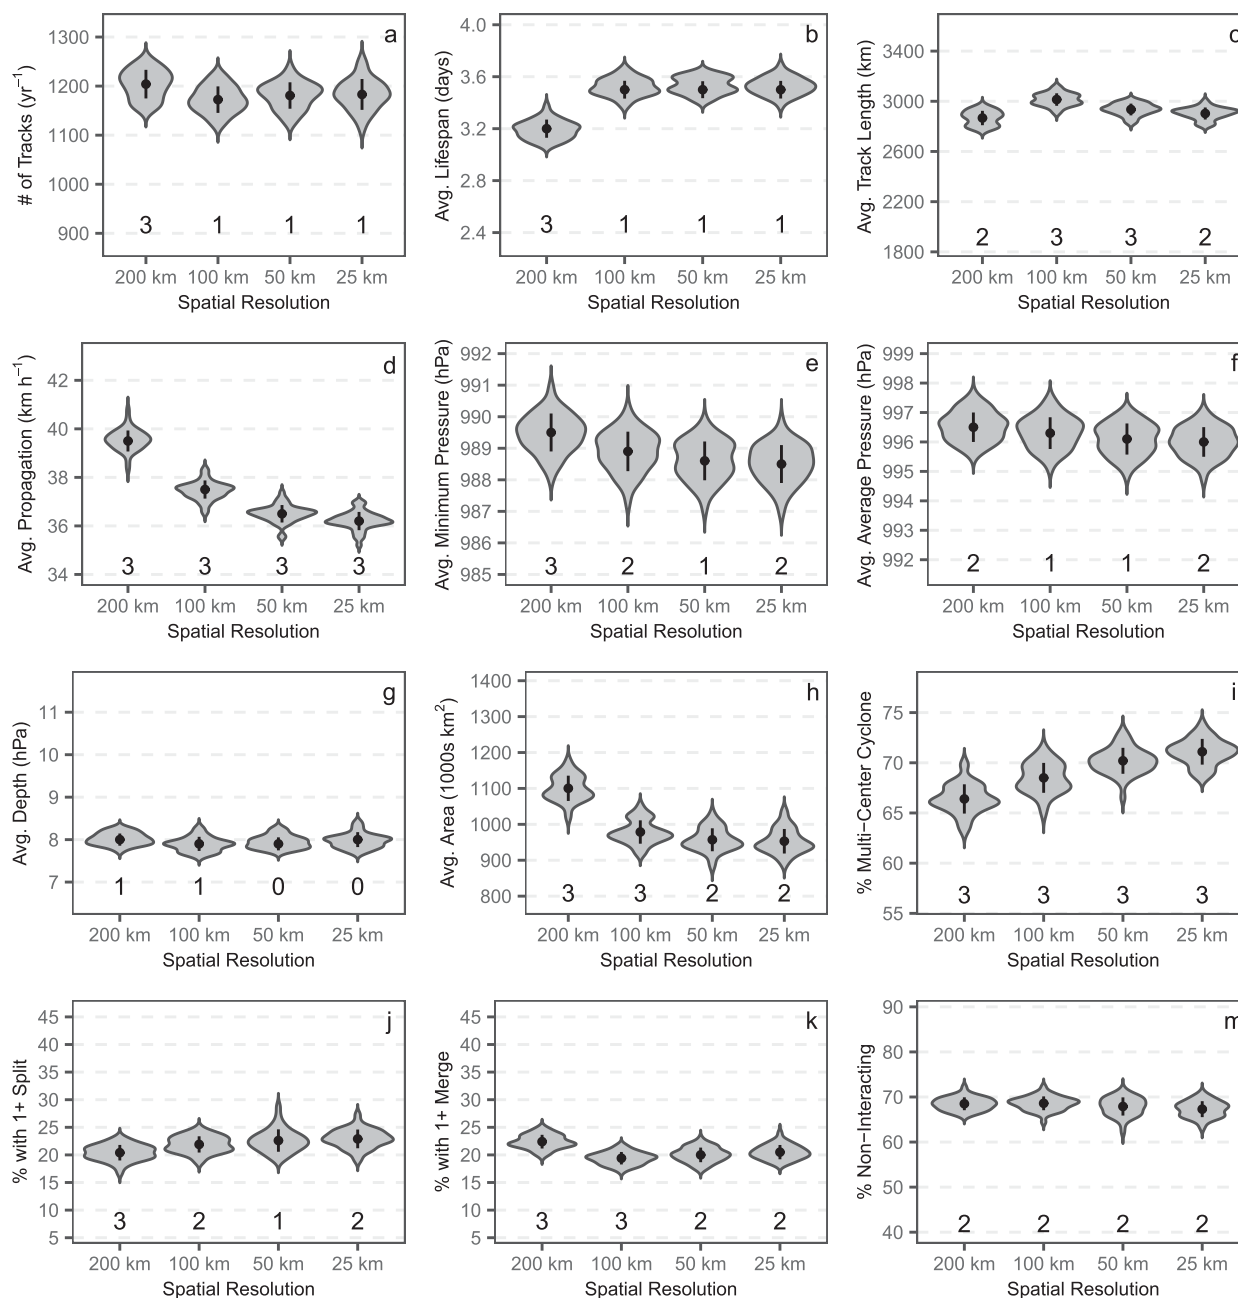 a
# of Tracks (yr⁻¹)
1300
1200
1100
1000
900
3 1 1 1
200 km 100 km 50 km 25 km
Spatial Resolution
b
Avg. Lifespan (days)
4.0
3.6
3.2
2.8
2.4
3 1 1 1
200 km 100 km 50 km 25 km
Spatial Resolution
Avg. Track Length (km)
3400
3000
2600
2200
1800
2 3 3 2
200 km 100 km 50 km 25 km
Spatial Resolution
d
Avg. Propagation (km h⁻¹)
42
40
38
36
34
3 3 3 3
200 km 100 km 50 km 25 km
Spatial Resolution
e
Avg. Minimum Pressure (hPa)
992
991
990
989
988
987
986
985
3 2 1 2
200 km 100 km 50 km 25 km
Spatial Resolution
f
Avg. Average Pressure (hPa)
999
998
997
996
995
994
993
992
2 1 1 2
200 km 100 km 50 km 25 km
Spatial Resolution
g
Avg. Depth (hPa)
11
10
9
8
7
1 1 0 0
200 km 100 km 50 km 25 km
Spatial Resolution
h
Avg. Area (1000s km²)
1400
1300
1200
1100
1000
900
800
3 3 2 2
200 km 100 km 50 km 25 km
Spatial Resolution
i
% Multi−Center Cyclone
75
70
65
60
55
3 3 3 3
200 km 100 km 50 km 25 km
Spatial Resolution
j
% with 1+ Split
45
40
35
30
25
20
15
10
5
3 2 1 2
200 km 100 km 50 km 25 km
Spatial Resolution
k
% with 1+ Merge
45
40
35
30
25
20
15
10
5
3 3 2 2
200 km 100 km 50 km 25 km
Spatial Resolution
m
% Non−Interacting
90
80
70
60
50
40
2 2 2 2
200 km 100 km 50 km 25 km
Spatial Resolution